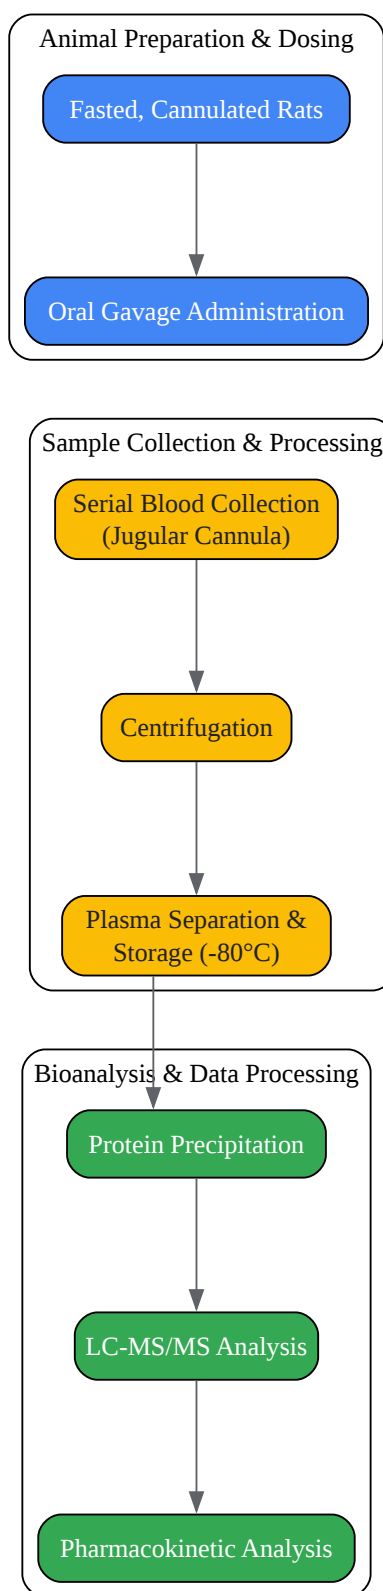 Animal Preparation & Dosing
Fasted, Cannulated Rats
Oral Gavage Administration
Sample Collection & Processing
Serial Blood Collection
(Jugular Cannula)
Centrifugation
Plasma Separation &
Storage (-80°C)
Bioanalysis & Data Processing
Protein Precipitation
LC-MS/MS Analysis
Pharmacokinetic Analysis